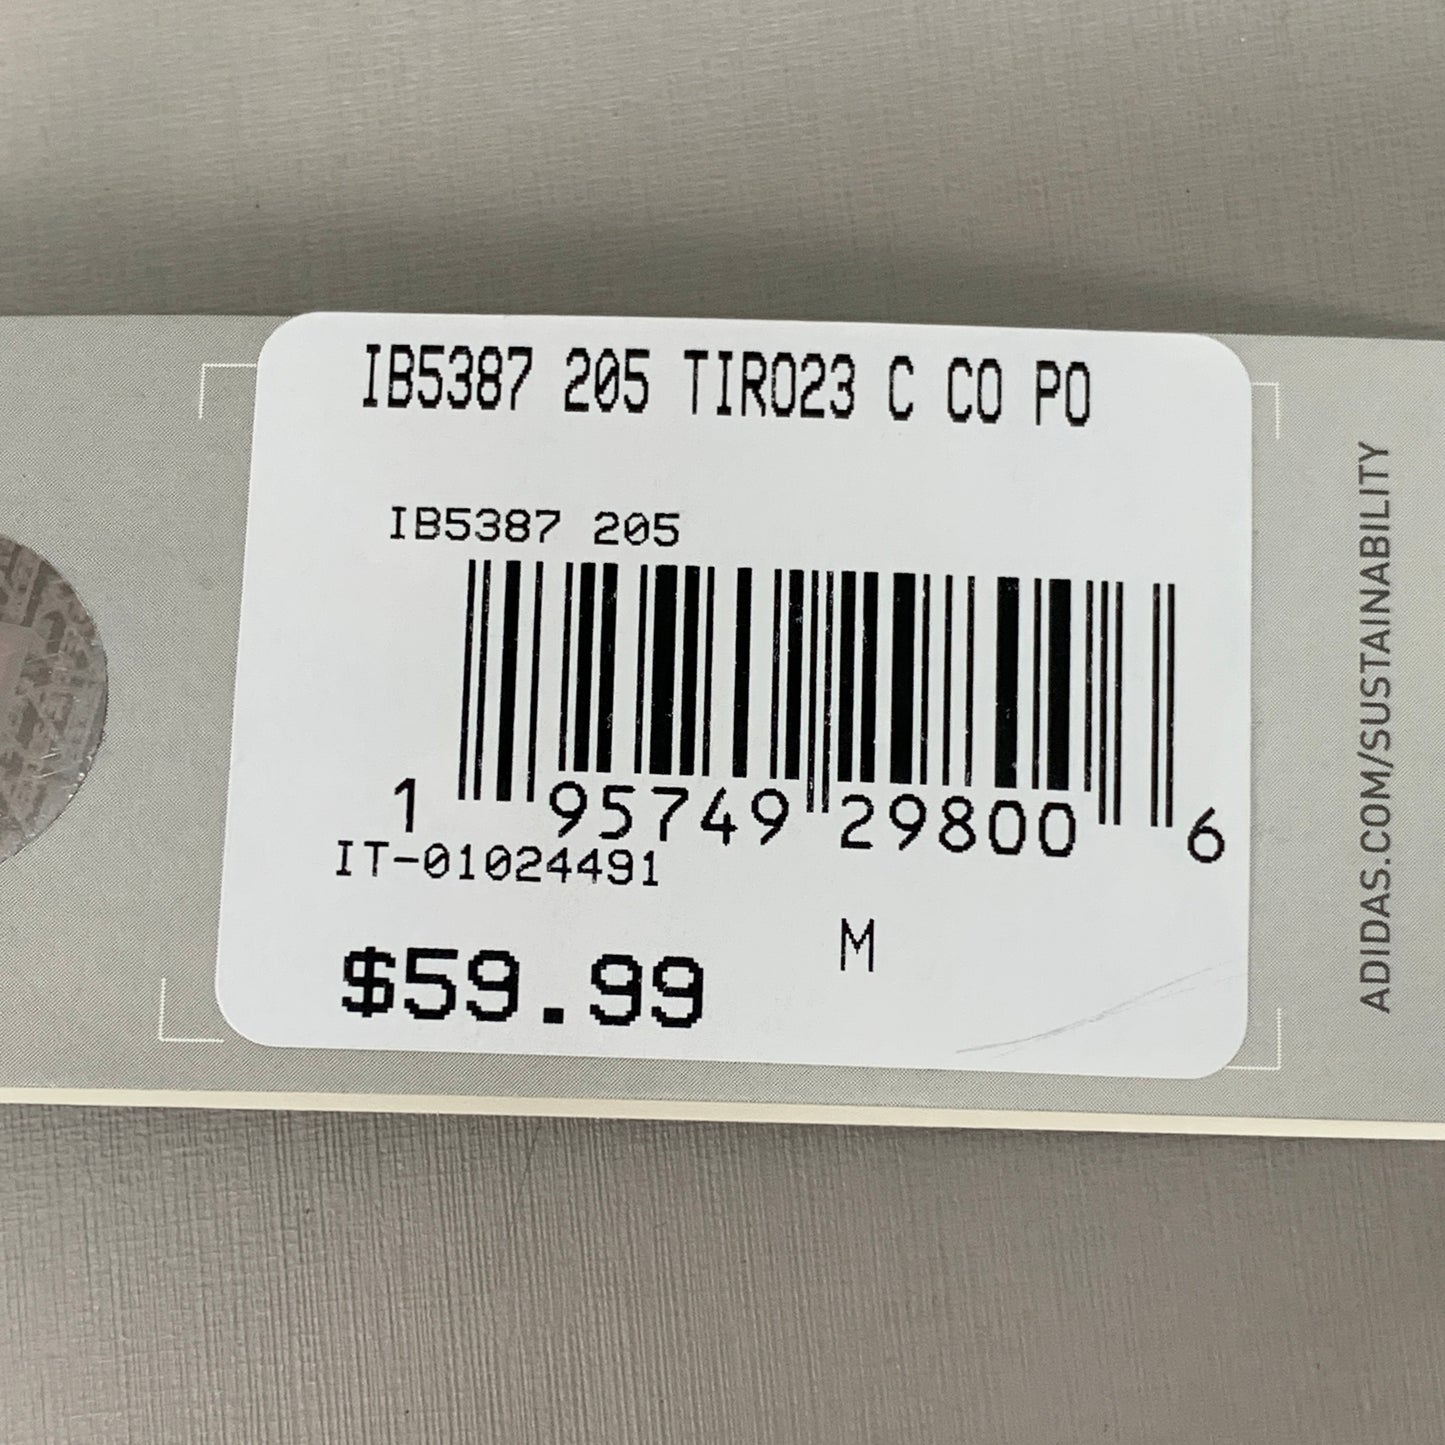 IB5387 205 TIRO23 C CO PO
IB5387 205
1 95749 29800 6
IT-01024491
$59.99 M
ADIDAS.COM/SUSTAINABILITY